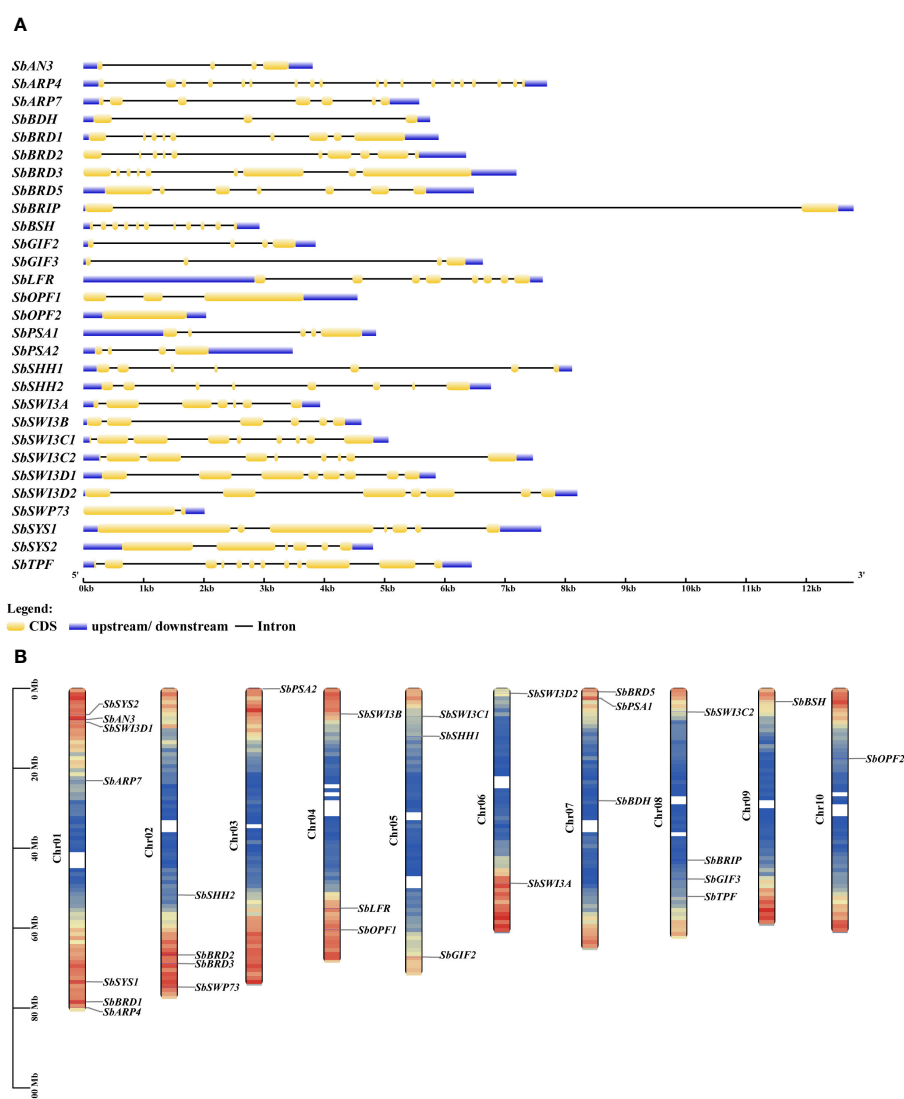 A
SbAN3
SbARP4
SbARP7
SbBDH
SbBRD1
SbBRD2
SbBRD3
SbBRD5
SbBRIP
SbBSH
SbGIF2
SbGIF3
SbLFR
SbOPF1
SbOPF2
SbPSA1
SbPSA2
SbSHH1
SbSHH2
SbSWI3A
SbSWI3B
SbSWI3C1
SbSWI3C2
SbSWI3D1
SbSWI3D2
SbSWP73
SbSYS1
SbSYS2
SbTPF
5' 3'
0kb 1kb 2kb 3kb 4kb 5kb 6kb 7kb 8kb 9kb 10kb 11kb 12kb
Legend:
CDS upstream/ downstream Intron
B
0 Mb
20 Mb
40 Mb
60 Mb
80 Mb
00 Mb
Chr01
SbSYS2
SbAN3
SbSWI3D1
SbARP7
SbSYS1
SbBRD1
SbARP4
Chr02
SbSHH2
SbBRD2
SbBRD3
SbSWP73
Chr03
SbPSA2
Chr04
SbSWI3B
SbLFR
SbOPF1
Chr05
SbSWI3C1
SbSHH1
SbGIF2
Chr06
SbSWI3D2
SbSWI3A
Chr07
SbBRD5
SbPSA1
SbBDH
Chr08
SbSWI3C2
SbBRIP
SbGIF3
SbTPF
Chr09
SbBSH
Chr10
SbOPF2